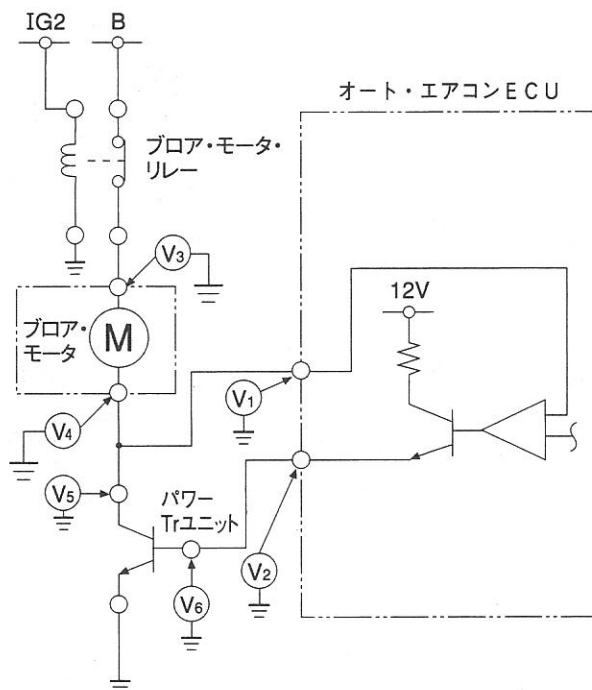 IG2
B
オート・エアコンECU
ブロア・モータ・
リレー
V3
12V
ブロア・
モータ
M
V1
V4
V5
パワー
Trユニット
V2
V6